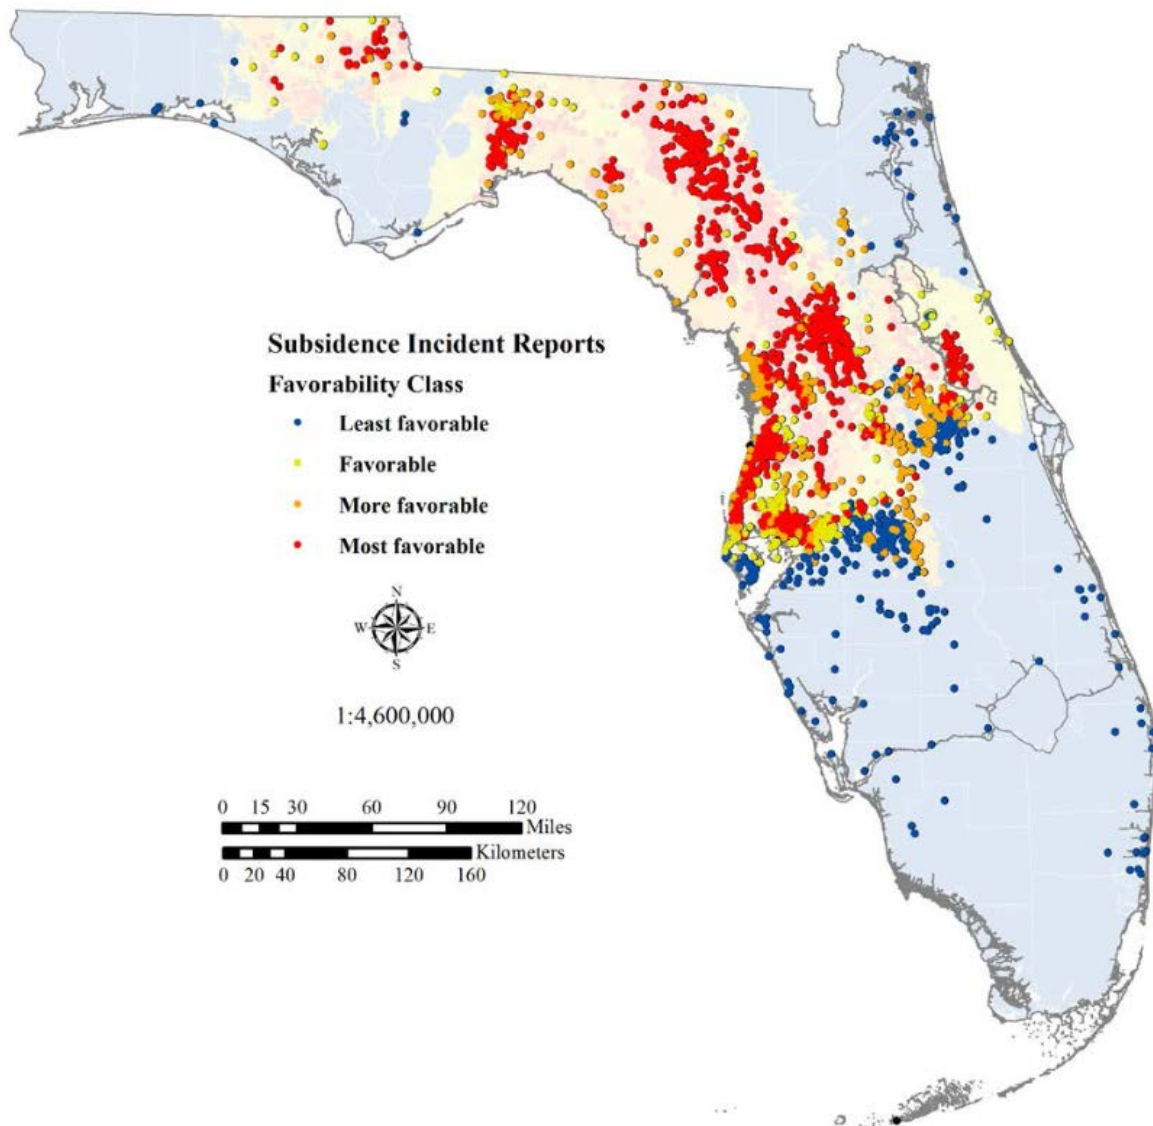 Subsidence Incident Reports
Favorability Class
Least favorable
Favorable
More favorable
Most favorable
N
W E
S
1:4,600,000
0 15 30 60 90 120
Miles
Kilometers
0 20 40 80 120 160